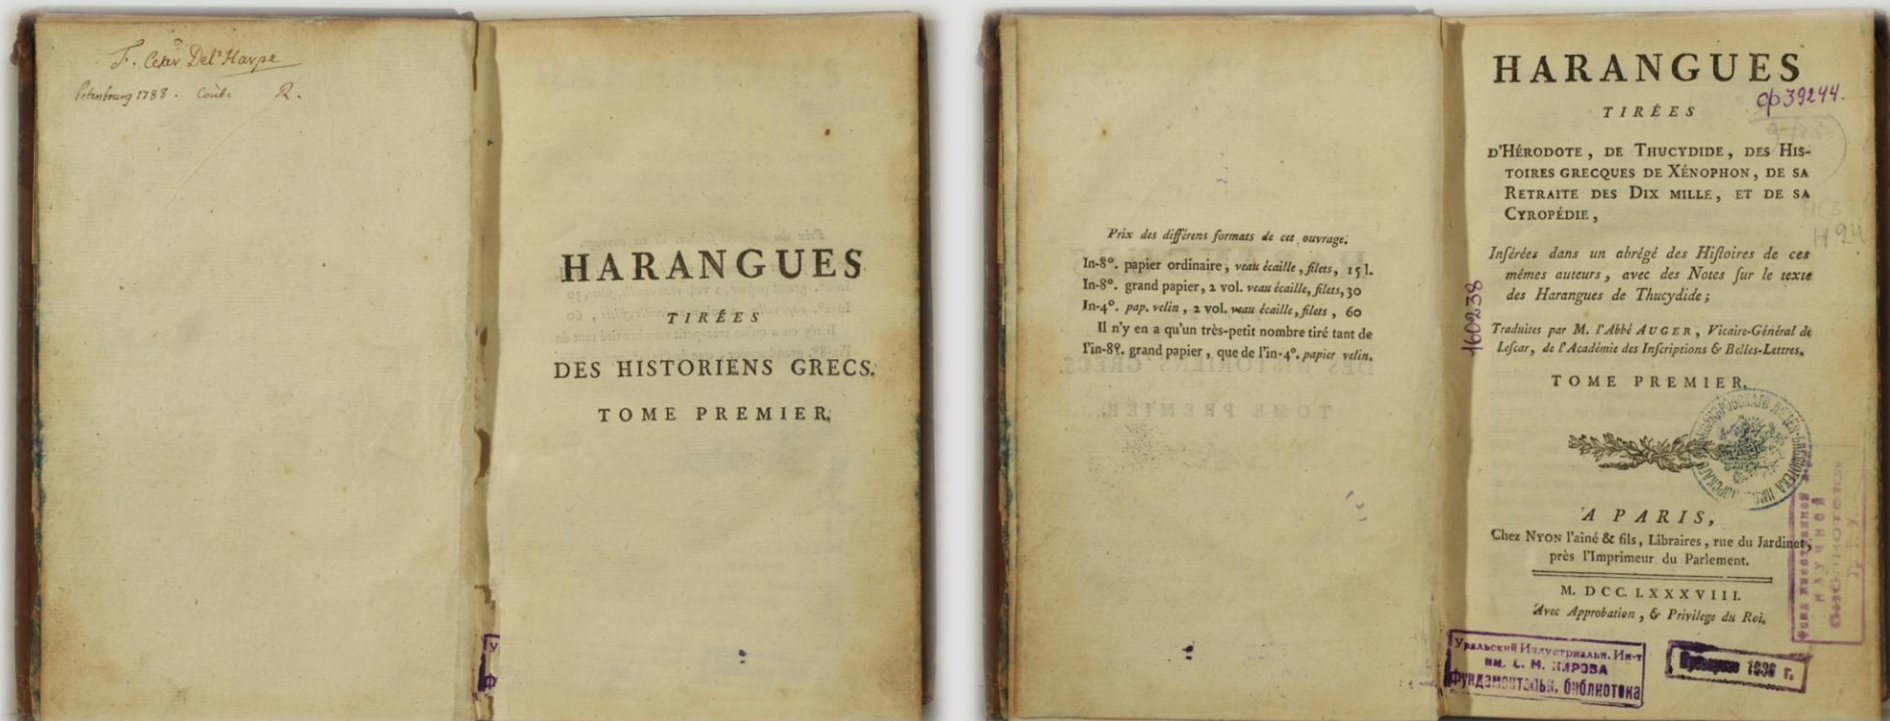 F. Cesar Del'Harpe
Petersbourg 1788. R.
HARANGUES
TIRÉES
DES HISTORIENS GRECS.
TOME PREMIER.
Prix des différens formats de cet ouvrage.
In-8°. papier ordinaire, veau écaille, filets, 15 l.
In-8°. grand papier, 2 vol. veau écaille, filets, 30
In-4°. pap. velin, 2 vol. veau écaille, filets, 60
Il n'y en a qu'un très-petit nombre tiré tant de
l'in-8°. grand papier, que de l'in-4°. papier velin.
HARANGUES
ф39244.
TIRÉES
D'HÉRODOTE, DE THUCYDIDE, DES HIS-
TOIRES GRECQUES DE XÉNOPHON, DE SA
RETRAITE DES DIX MILLE, ET DE SA
CYROPÉDIE,
H 24
Inſérées dans un abrégé des Hiſtoires de ces
mêmes auteurs, avec des Notes ſur le texte
des Harangues de Thucydide;
160238
Traduites par M. l'Abbé AUGER, Vicaire-Général de
Leſcar, de l'Académie des Inſcriptions & Belles-Lettres.
TOME PREMIER.
A PARIS,
Chez NYON l'aîné & fils, Libraires, rue du Jardinet,
près l'Imprimeur du Parlement.
M. DCC. LXXXVIII.
Avec Approbation, & Privilege du Roi.
НАУЧНОЙ
БИБЛИОТЕКИ
Уральский Индустриальн. Ин-т
им. С. М. КИРОВА
Фундаментальн. библиотека
Проверено 1936 г.